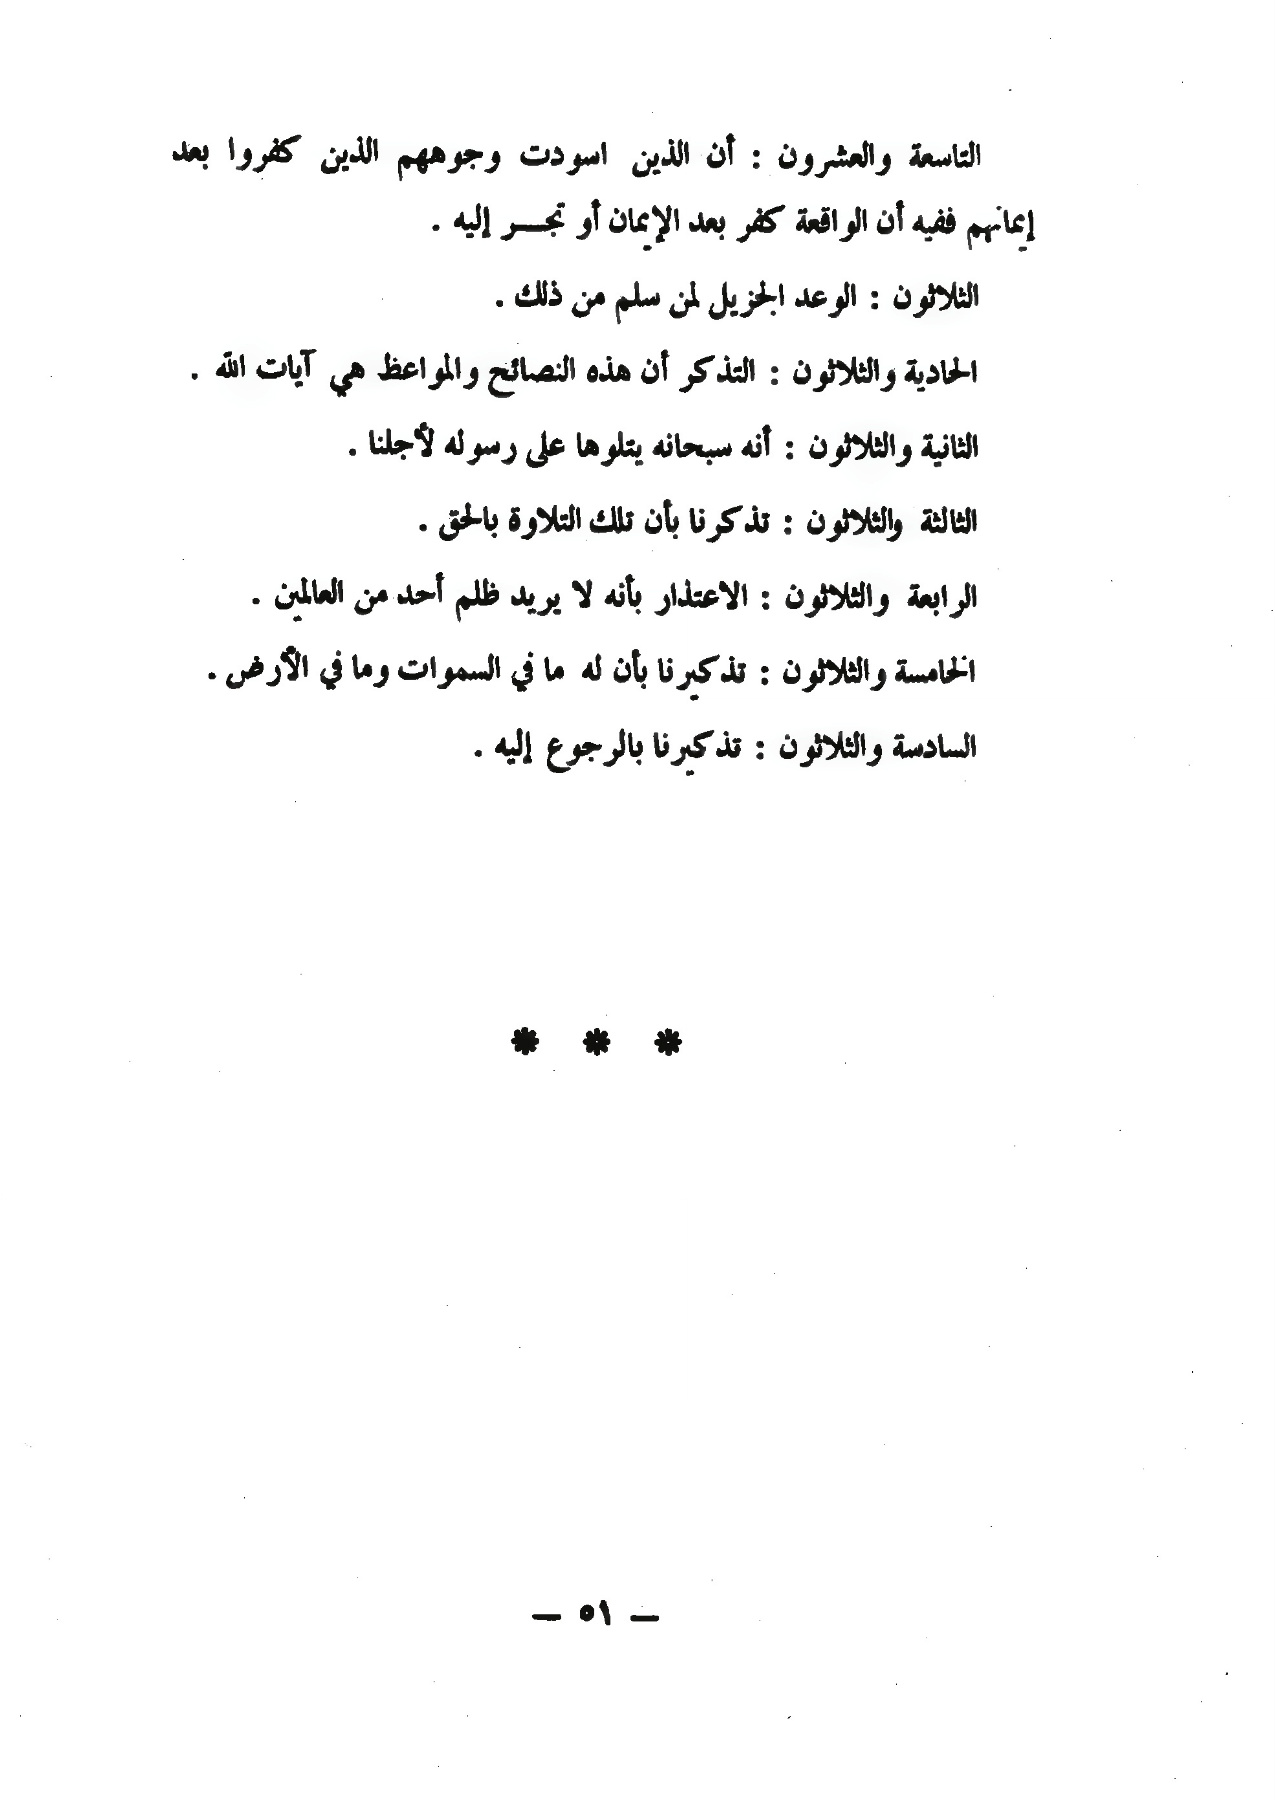 التاسعة والعشرون : أن الذين اسودت وجوههم الذين كفروا بعد
إيمانهم ففيه أن الواقعة كفر بعد الإيمان أو تجـــر إليه .
الثلاثون : الوعد الجزيل لمن سلم من ذلك .
الحادية والثلاثون : التذكر أن هذه النصائح والمواعظ هي آيات الله .
الثانية والثلاثون : أنه سبحانه يتلوها على رسوله لأجلنا .
الثالثة والثلاثون : تذكرنا بأن تلك التلاوة بالحق .
الرابعة والثلاثون : الاعتذار بأنه لا يريد ظلم أحد من العالمين .
الخامسة والثلاثون : تذكيرنا بأن له ما في السموات وما في الأرض .
السادسة والثلاثون : تذكيرنا بالرجوع إليه .
* * *
— ٥١ —